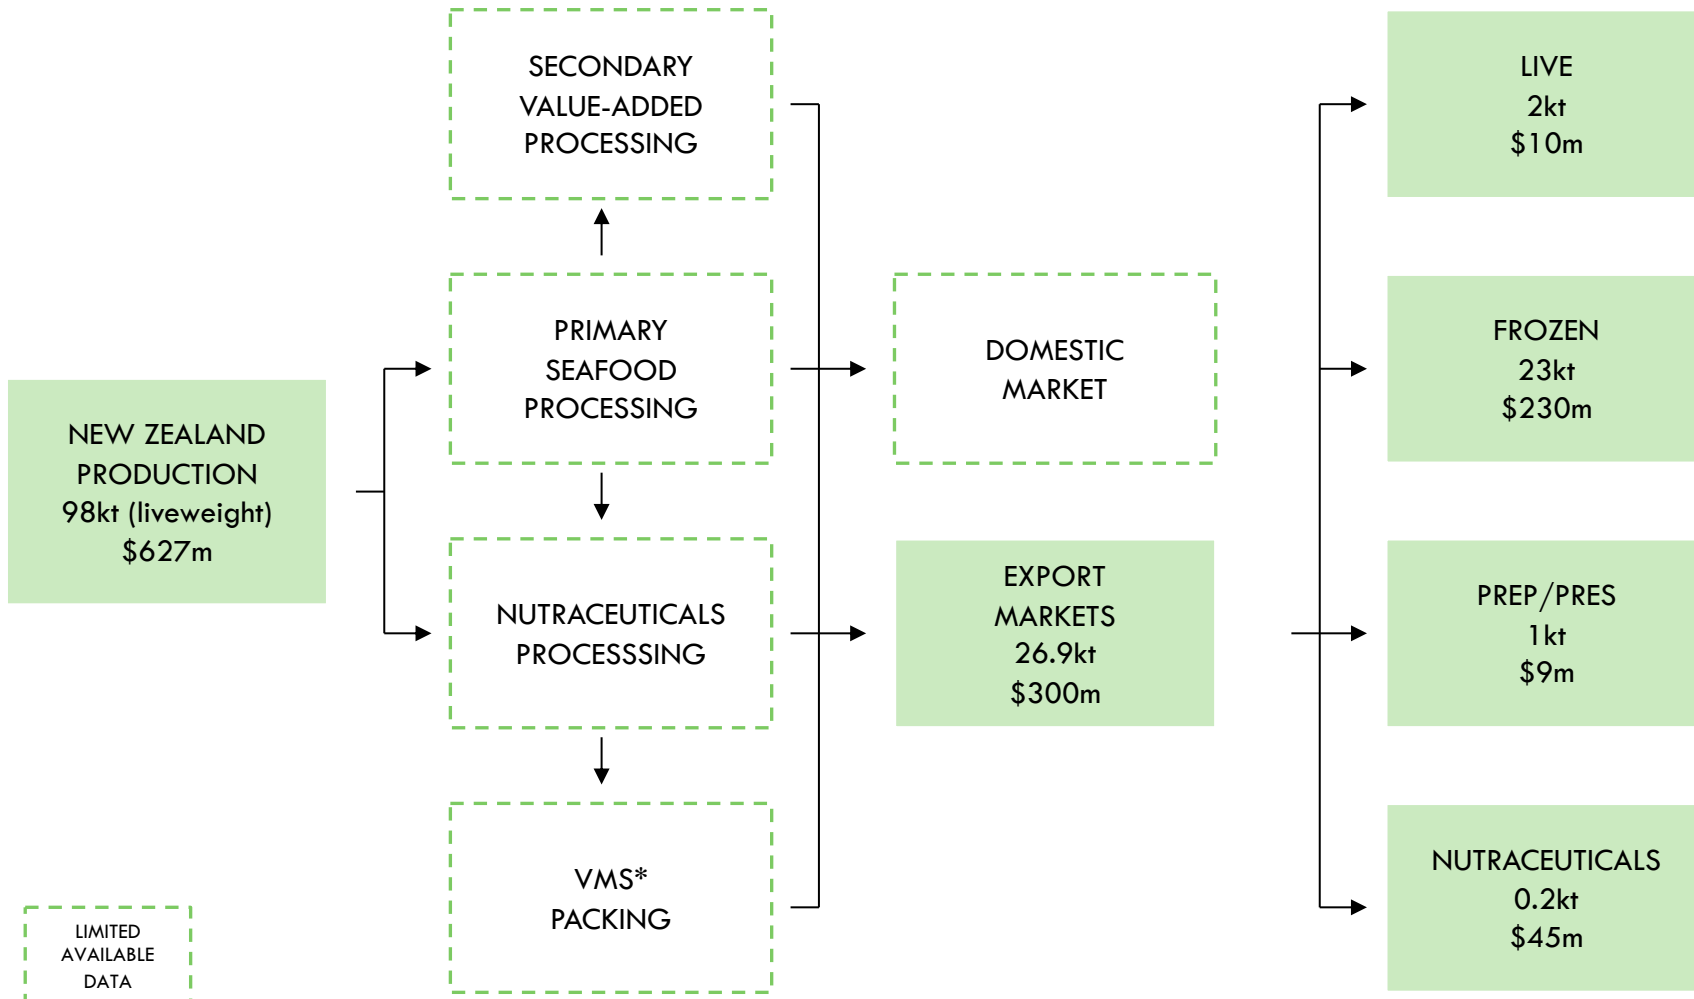 SECONDARY
VALUE-ADDED
PROCESSING
LIVE
2kt
$10m
PRIMARY
SEAFOOD
PROCESSING
DOMESTIC
MARKET
FROZEN
23kt
$230m
NEW ZEALAND
PRODUCTION
98kt (liveweight)
$627m
NUTRACEUTICALS
PROCESSSING
EXPORT
MARKETS
26.9kt
$300m
PREP/PRES
1kt
$9m
VMS*
PACKING
NUTRACEUTICALS
0.2kt
$45m
LIMITED
AVAILABLE
DATA